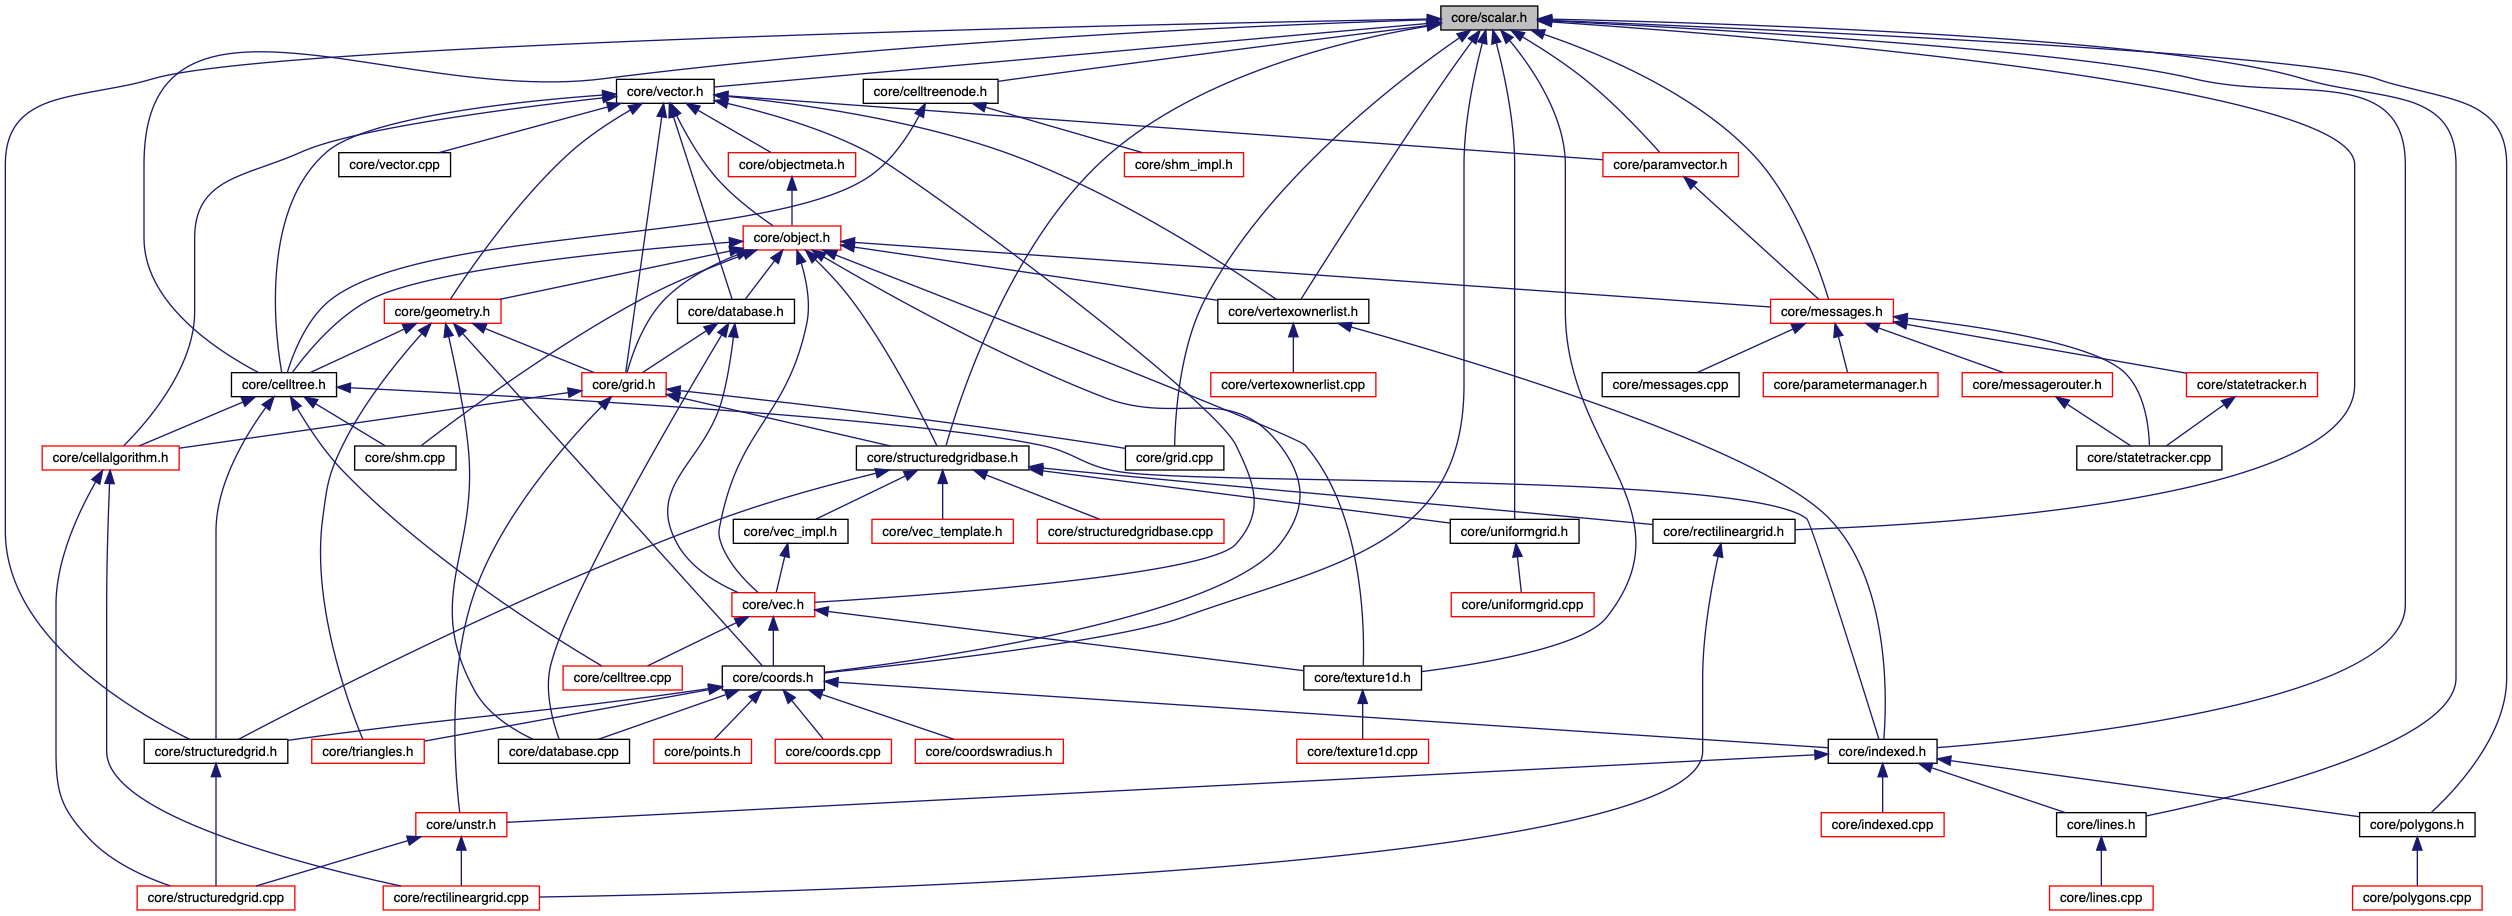 core/scalar.h
core/vector.h
core/celltreenode.h
core/vector.cpp
core/objectmeta.h
core/shm_impl.h
core/paramvector.h
core/object.h
core/geometry.h
core/database.h
core/vertexownerlist.h
core/messages.h
core/celltree.h
core/grid.h
core/vertexownerlist.cpp
core/messages.cpp
core/parametermanager.h
core/messagerouter.h
core/statetracker.h
core/cellalgorithm.h
core/shm.cpp
core/structuredgridbase.h
core/grid.cpp
core/statetracker.cpp
core/vec_impl.h
core/vec_template.h
core/structuredgridbase.cpp
core/uniformgrid.h
core/rectilineargrid.h
core/vec.h
core/uniformgrid.cpp
core/celltree.cpp
core/coords.h
core/texture1d.h
core/structuredgrid.h
core/triangles.h
core/database.cpp
core/points.h
core/coords.cpp
core/coordswradius.h
core/texture1d.cpp
core/indexed.h
core/unstr.h
core/indexed.cpp
core/lines.h
core/polygons.h
core/structuredgrid.cpp
core/rectilineargrid.cpp
core/lines.cpp
core/polygons.cpp